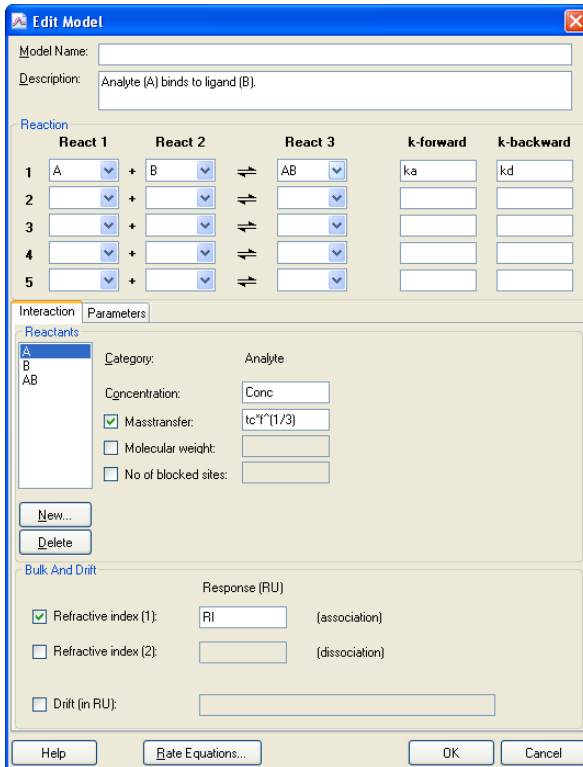 Edit Model
Model Name:
Description: Analyte (A) binds to ligand (B).
Reaction
React 1 React 2 React 3 k-forward k-backward
1 A + B ⇌ AB ka kd
2 + ⇌
3 + ⇌
4 + ⇌
5 + ⇌
Interaction Parameters
Reactants
A Category: Analyte
B
AB
Concentration: Conc
Masstransfer: tc*f^(1/3)
Molecular weight:
No of blocked sites:
New...
Delete
Bulk And Drift
Response (RU)
Refractive index (1): RI (association)
Refractive index (2): (dissociation)
Drift (in RU):
Help Rate Equations... OK Cancel